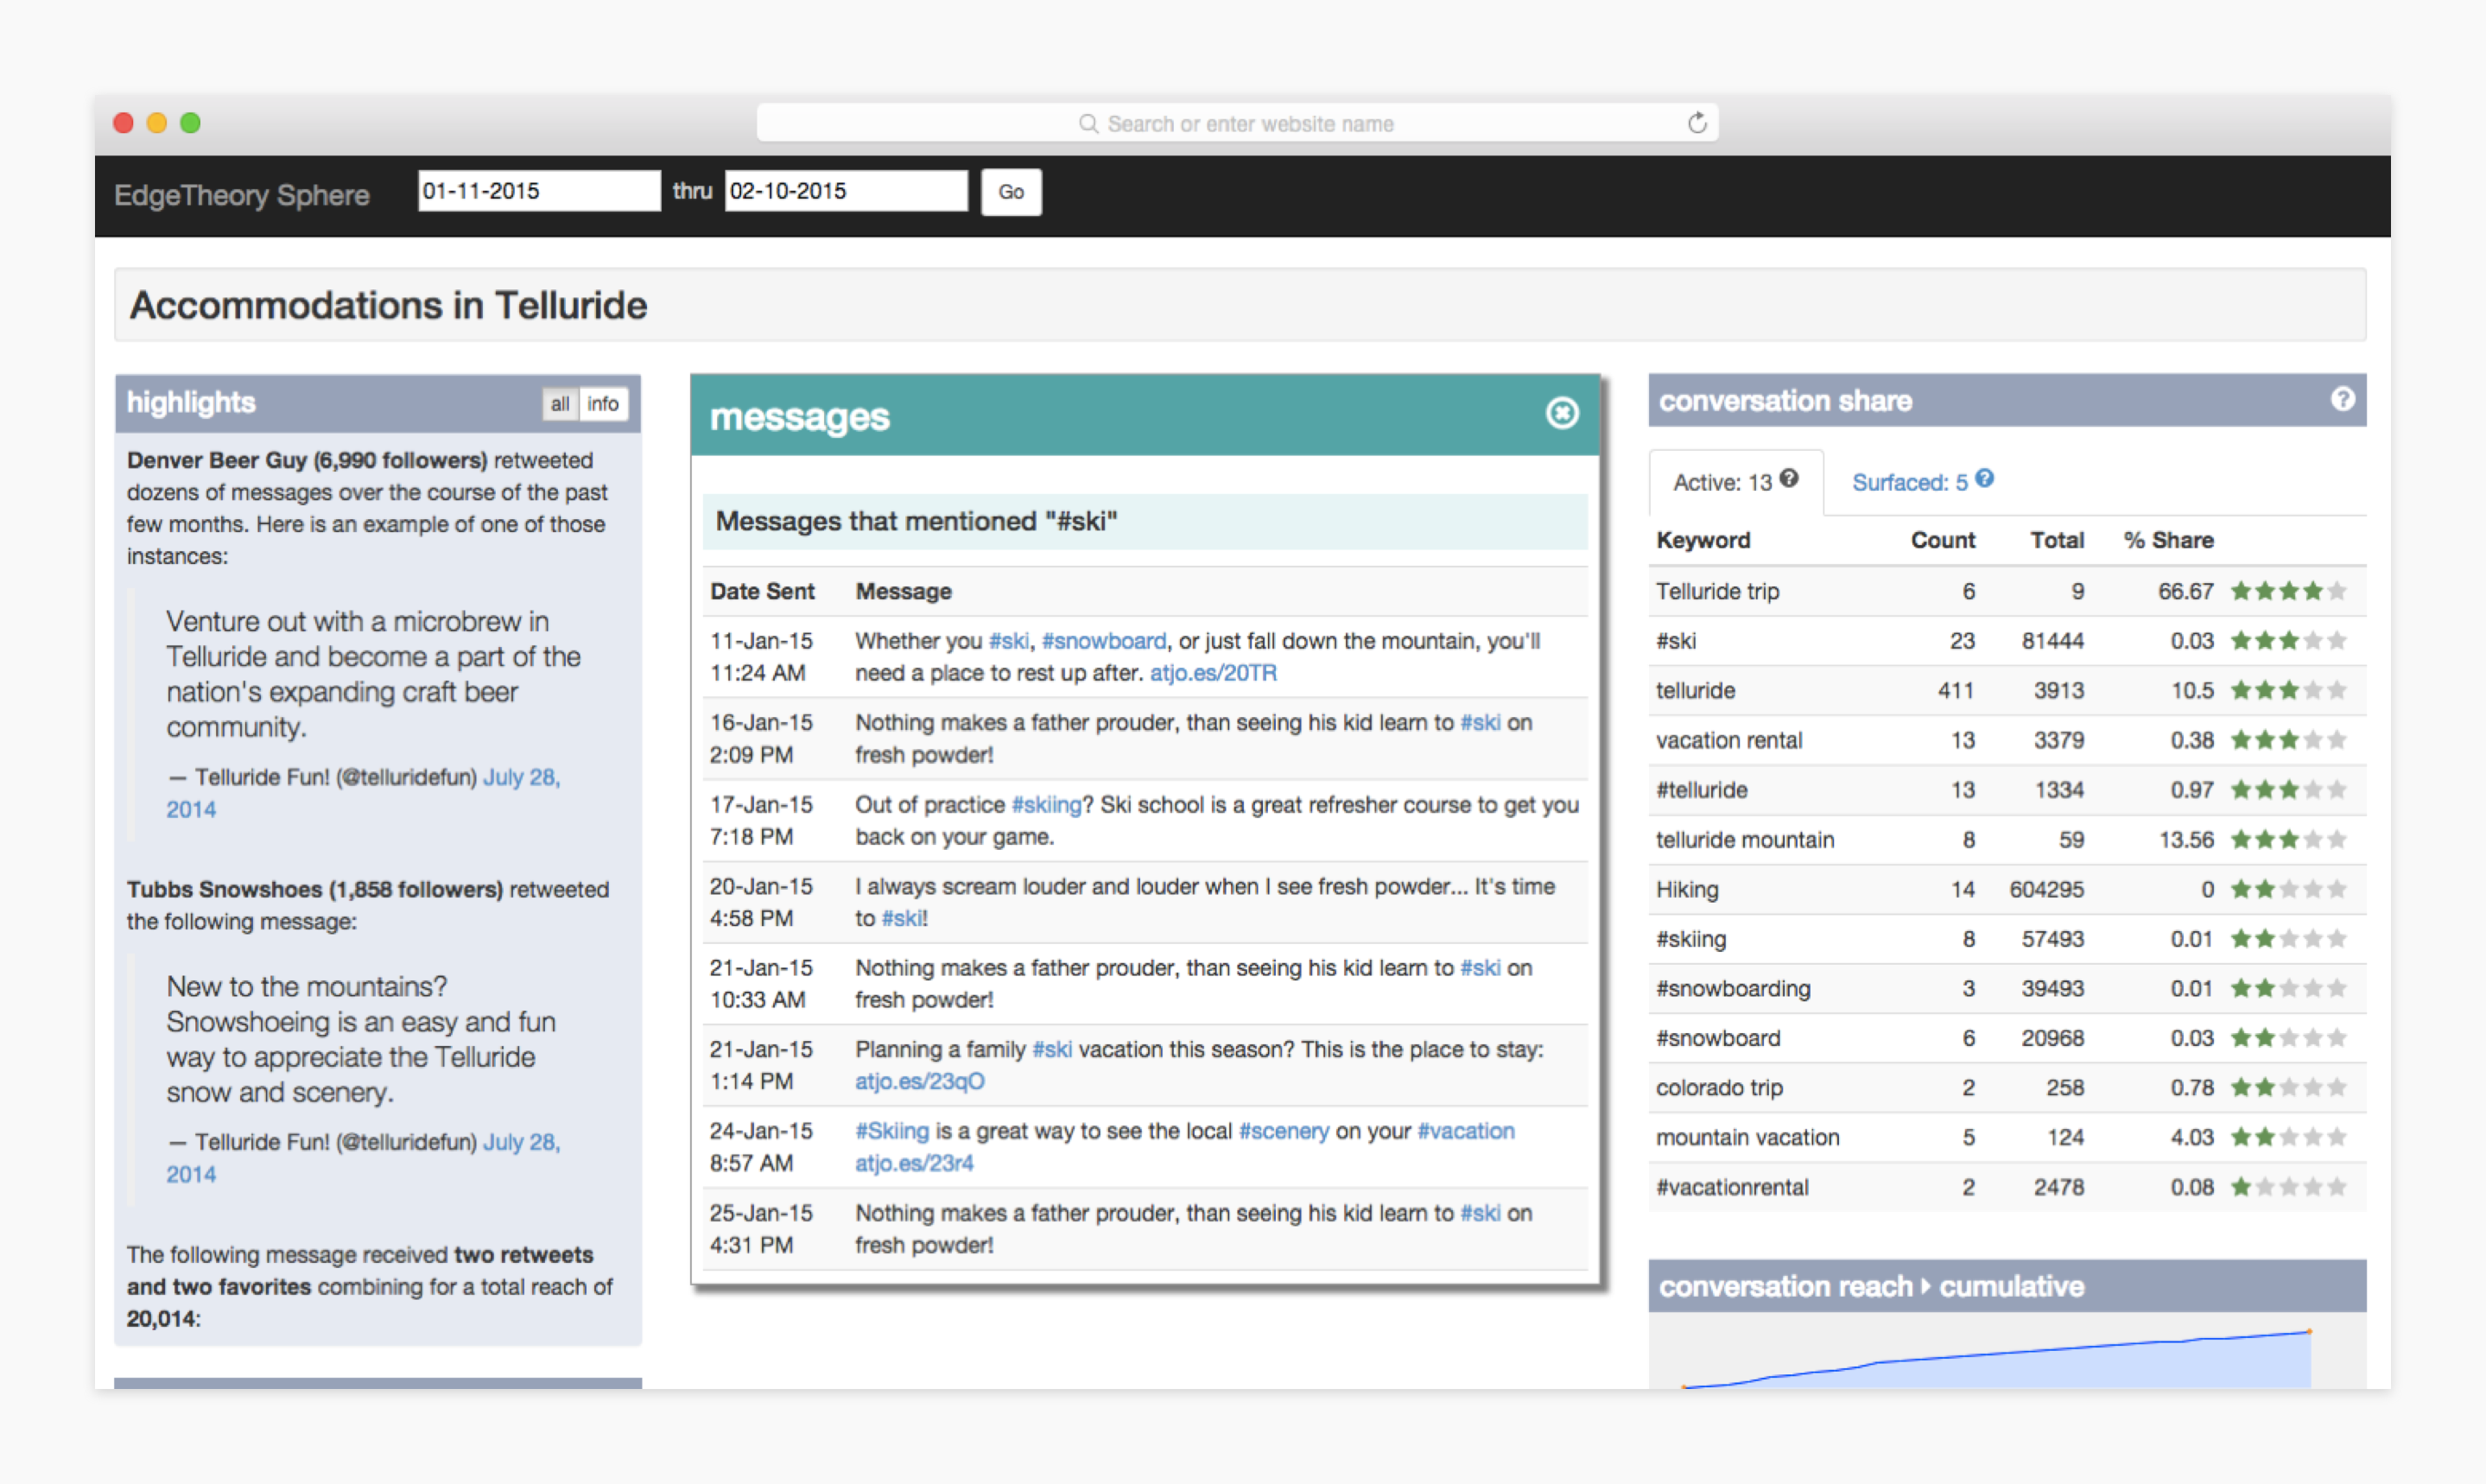 Search or enter website name
EdgeTheory Sphere 01-11-2015 thru 02-10-2015 Go
Accommodations in Telluride
highlights all info
Denver Beer Guy (6,990 followers) retweeted
dozens of messages over the course of the past
few months. Here is an example of one of those
instances:
Venture out with a microbrew in
Telluride and become a part of the
nation's expanding craft beer
community.
— Telluride Fun! (@telluridefun) July 28,
2014
Tubbs Snowshoes (1,858 followers) retweeted
the following message:
New to the mountains?
Snowshoeing is an easy and fun
way to appreciate the Telluride
snow and scenery.
— Telluride Fun! (@telluridefun) July 28,
2014
The following message received two retweets
and two favorites combining for a total reach of
20,014:
messages
Messages that mentioned "#ski"
Date Sent Message
11-Jan-15 Whether you #ski, #snowboard, or just fall down the mountain, you'll
11:24 AM need a place to rest up after. atjo.es/20TR
16-Jan-15 Nothing makes a father prouder, than seeing his kid learn to #ski on
2:09 PM fresh powder!
17-Jan-15 Out of practice #skiing? Ski school is a great refresher course to get you
7:18 PM back on your game.
20-Jan-15 I always scream louder and louder when I see fresh powder... It's time
4:58 PM to #ski!
21-Jan-15 Nothing makes a father prouder, than seeing his kid learn to #ski on
10:33 AM fresh powder!
21-Jan-15 Planning a family #ski vacation this season? This is the place to stay:
1:14 PM atjo.es/23qO
24-Jan-15 #Skiing is a great way to see the local #scenery on your #vacation
8:57 AM atjo.es/23r4
25-Jan-15 Nothing makes a father prouder, than seeing his kid learn to #ski on
4:31 PM fresh powder!
conversation share ?
Active: 13 ? Surfaced: 5 ?
Keyword Count Total % Share
Telluride trip 6 9 66.67
#ski 23 81444 0.03
telluride 411 3913 10.5
vacation rental 13 3379 0.38
#telluride 13 1334 0.97
telluride mountain 8 59 13.56
Hiking 14 604295 0
#skiing 8 57493 0.01
#snowboarding 3 39493 0.01
#snowboard 6 20968 0.03
colorado trip 2 258 0.78
mountain vacation 5 124 4.03
#vacationrental 2 2478 0.08
conversation reach cumulative